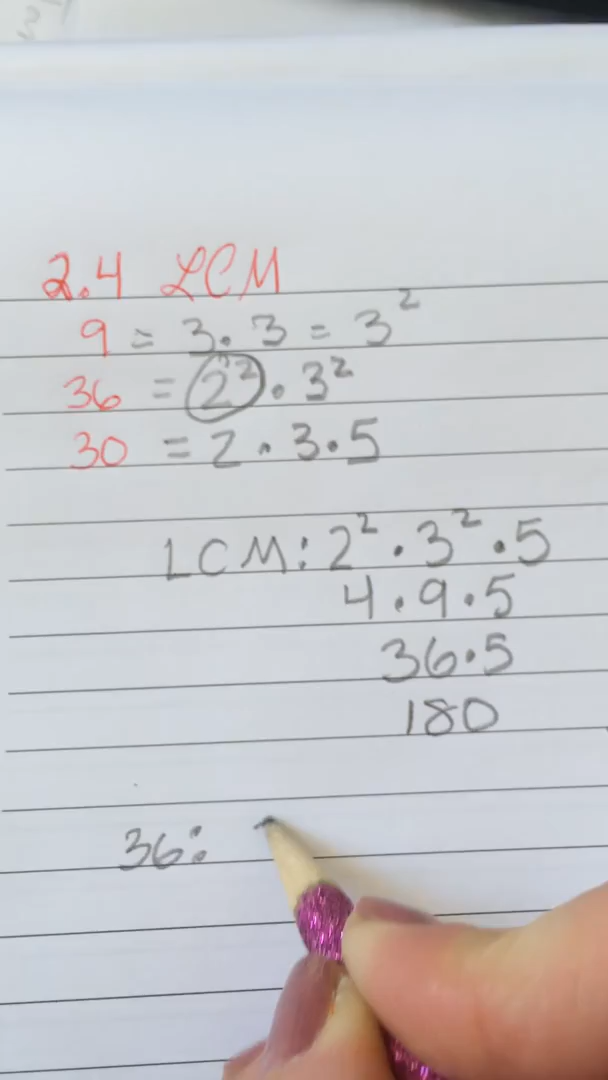 2.4 LCM
9 = 3·3 = 3²
36 = 2²·3²
30 = 2·3·5
LCM: 2²·3²·5
4·9·5
36·5
180
36: